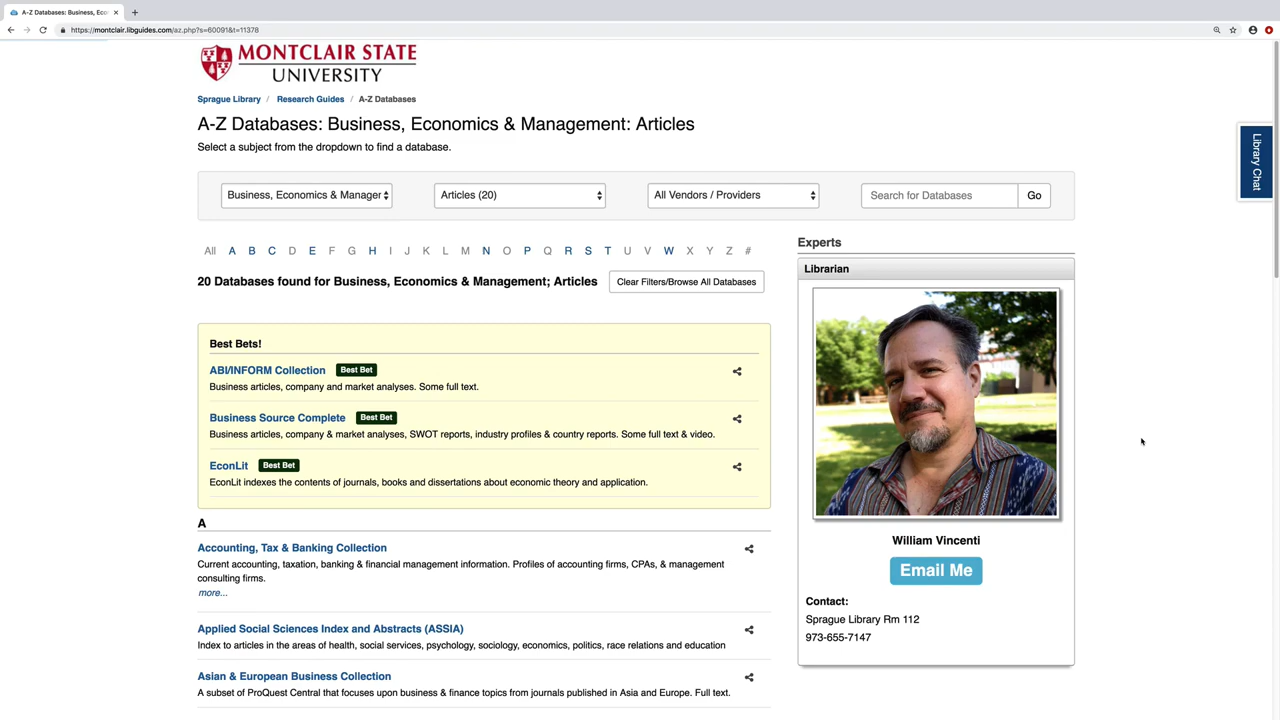 A-Z Databases: Business, Eco
https://montclair.libguides.com/az.php?s=60091&t=11378
MONTCLAIR STATE
UNIVERSITY
Sprague Library / Research Guides / A-Z Databases
A-Z Databases: Business, Economics & Management: Articles
Select a subject from the dropdown to find a database.
Business, Economics & Manager
Articles (20)
All Vendors / Providers
Search for Databases
Go
Library Chat
All A B C D E F G H I J K L M N O P Q R S T U V W X Y Z #
20 Databases found for Business, Economics & Management; Articles
Clear Filters/Browse All Databases
Best Bets!
ABI/INFORM Collection Best Bet
Business articles, company and market analyses. Some full text.
Business Source Complete Best Bet
Business articles, company & market analyses, SWOT reports, industry profiles & country reports. Some full text & video.
EconLit Best Bet
EconLit indexes the contents of journals, books and dissertations about economic theory and application.
A
Accounting, Tax & Banking Collection
Current accounting, taxation, banking & financial management information. Profiles of accounting firms, CPAs, & management
consulting firms.
more...
Applied Social Sciences Index and Abstracts (ASSIA)
Index to articles in the areas of health, social services, psychology, sociology, economics, politics, race relations and education
Asian & European Business Collection
A subset of ProQuest Central that focuses upon business & finance topics from journals published in Asia and Europe. Full text.
Experts
Librarian
William Vincenti
Email Me
Contact:
Sprague Library Rm 112
973-655-7147